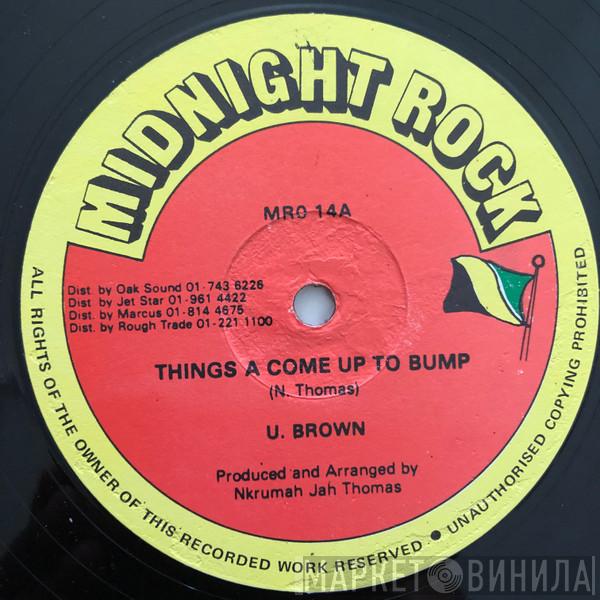 MIDNIGHT ROCK
MRO 14A
Dist. by Oak Sound 01-743 6226
Dist. by Jet Star 01-961 4422
Dist. by Marcus 01-814 4675
Dist. by Rough Trade 01-221 1100
THINGS A COME UP TO BUMP
(N. Thomas)
U. BROWN
Produced and Arranged by
Nkrumah Jah Thomas
ALL RIGHTS OF THE OWNER OF THIS RECORDED WORK RESERVED • UNAUTHORISED COPYING PROHIBITED
МАРКЕТ ВИНИЛА